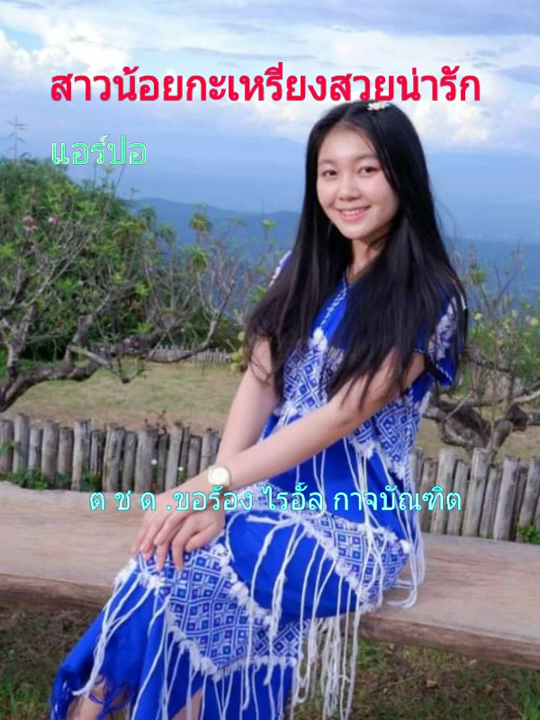 สาวน้อยกะเหรี่ยงสวยน่ารัก
แอร์ปอ
ต ช ด .ขอร้อง ไรอั้ล กาจบัณฑิต